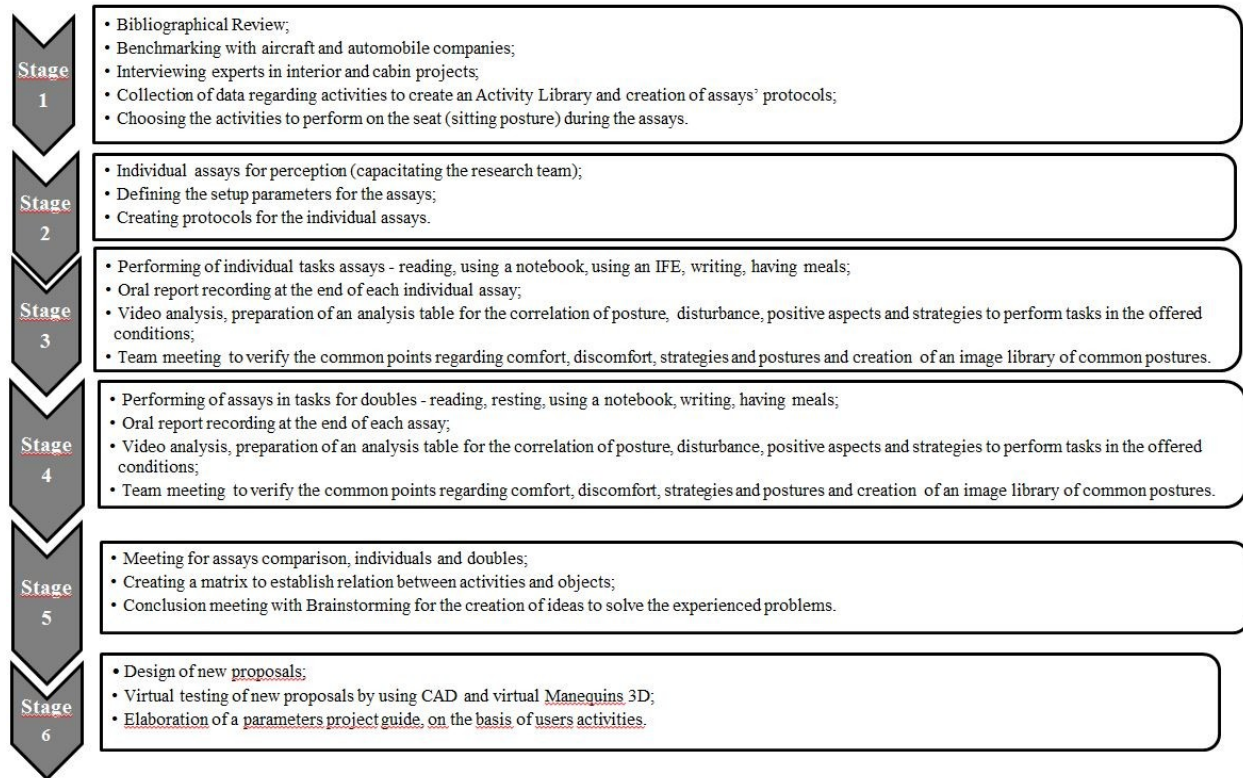 Stage
1
• Bibliographical Review;
• Benchmarking with aircraft and automobile companies;
• Interviewing experts in interior and cabin projects;
• Collection of data regarding activities to create an Activity Library and creation of assays’ protocols;
• Choosing the activities to perform on the seat (sitting posture) during the assays.
Stage
2
• Individual assays for perception (capacitating the research team);
• Defining the setup parameters for the assays;
• Creating protocols for the individual assays.
Stage
3
• Performing of individual tasks assays - reading, using a notebook, using an IFE, writing, having meals;
• Oral report recording at the end of each individual assay;
• Video analysis, preparation of an analysis table for the correlation of posture, disturbance, positive aspects and strategies to perform tasks in the offered
conditions;
• Team meeting to verify the common points regarding comfort, discomfort, strategies and postures and creation of an image library of common postures.
Stage
4
• Performing of assays in tasks for doubles - reading, resting, using a notebook, writing, having meals;
• Oral report recording at the end of each assay;
• Video analysis, preparation of an analysis table for the correlation of posture, disturbance, positive aspects and strategies to perform tasks in the offered
conditions;
• Team meeting to verify the common points regarding comfort, discomfort, strategies and postures and creation of an image library of common postures.
Stage
5
• Meeting for assays comparison, individuals and doubles;
• Creating a matrix to establish relation between activities and objects;
• Conclusion meeting with Brainstorming for the creation of ideas to solve the experienced problems.
Stage
6
• Design of new proposals;
• Virtual testing of new proposals by using CAD and virtual Manequins 3D;
• Elaboration of a parameters project guide, on the basis of users activities.